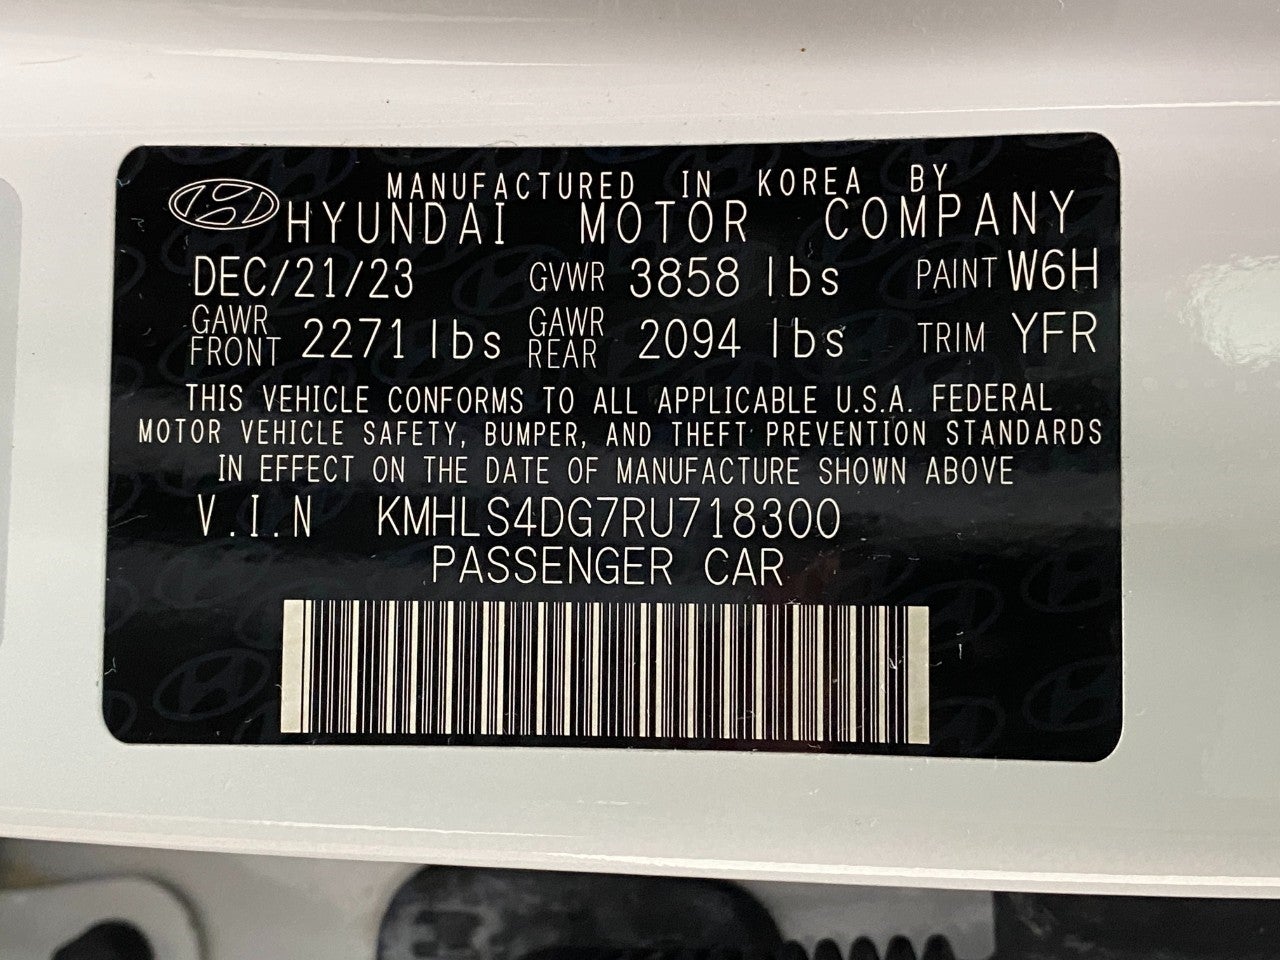 MANUFACTURED IN KOREA BY
HYUNDAI MOTOR COMPANY
DEC/21/23 GVWR 3858 lbs PAINT W6H
GAWR FRONT 2271 lbs GAWR REAR 2094 lbs TRIM YFR
THIS VEHICLE CONFORMS TO ALL APPLICABLE U.S.A. FEDERAL
MOTOR VEHICLE SAFETY, BUMPER, AND THEFT PREVENTION STANDARDS
IN EFFECT ON THE DATE OF MANUFACTURE SHOWN ABOVE
V.I.N KMHLS4DG7RU718300
PASSENGER CAR